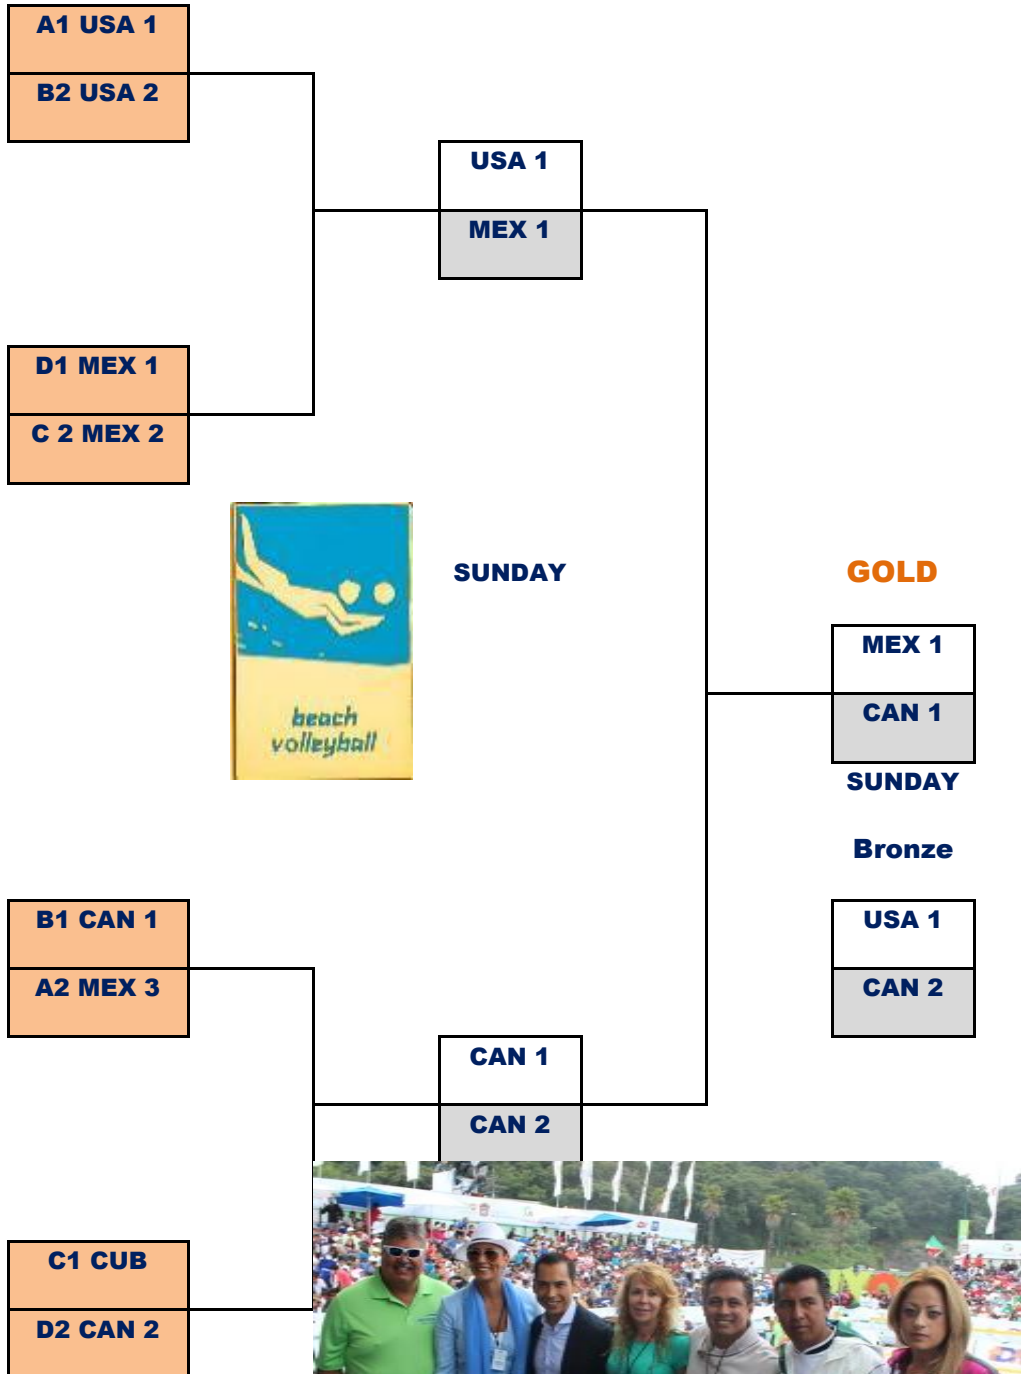 A1 USA 1
B2 USA 2
USA 1
MEX 1
D1 MEX 1
C 2 MEX 2
beach
volleyball
SUNDAY
GOLD
MEX 1
CAN 1
SUNDAY
Bronze
USA 1
CAN 2
B1 CAN 1
A2 MEX 3
CAN 1
CAN 2
C1 CUB
D2 CAN 2